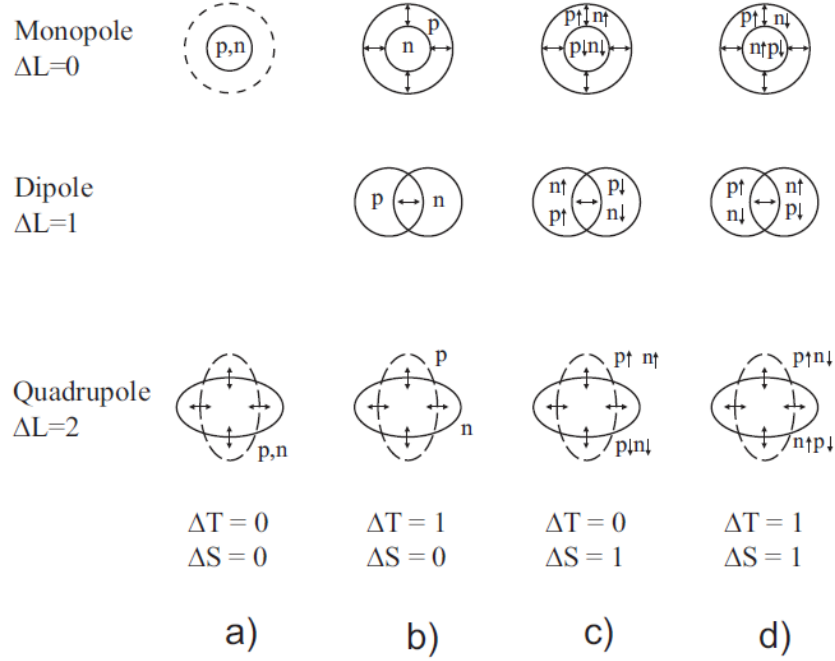 Monopole
ΔL=0
p,n
p
n
p↑ n↑
p↓n↓
p↑ n↓
n↑p↓
Dipole
ΔL=1
p n
n↑ p↓
p↑ n↓
p↑ n↑
n↓ p↓
Quadrupole
ΔL=2
p,n
p
n
p↑ n↑
p↓n↓
p↑n↓
n↑p↓
ΔT = 0 ΔT = 1 ΔT = 0 ΔT = 1
ΔS = 0 ΔS = 0 ΔS = 1 ΔS = 1
a) b) c) d)